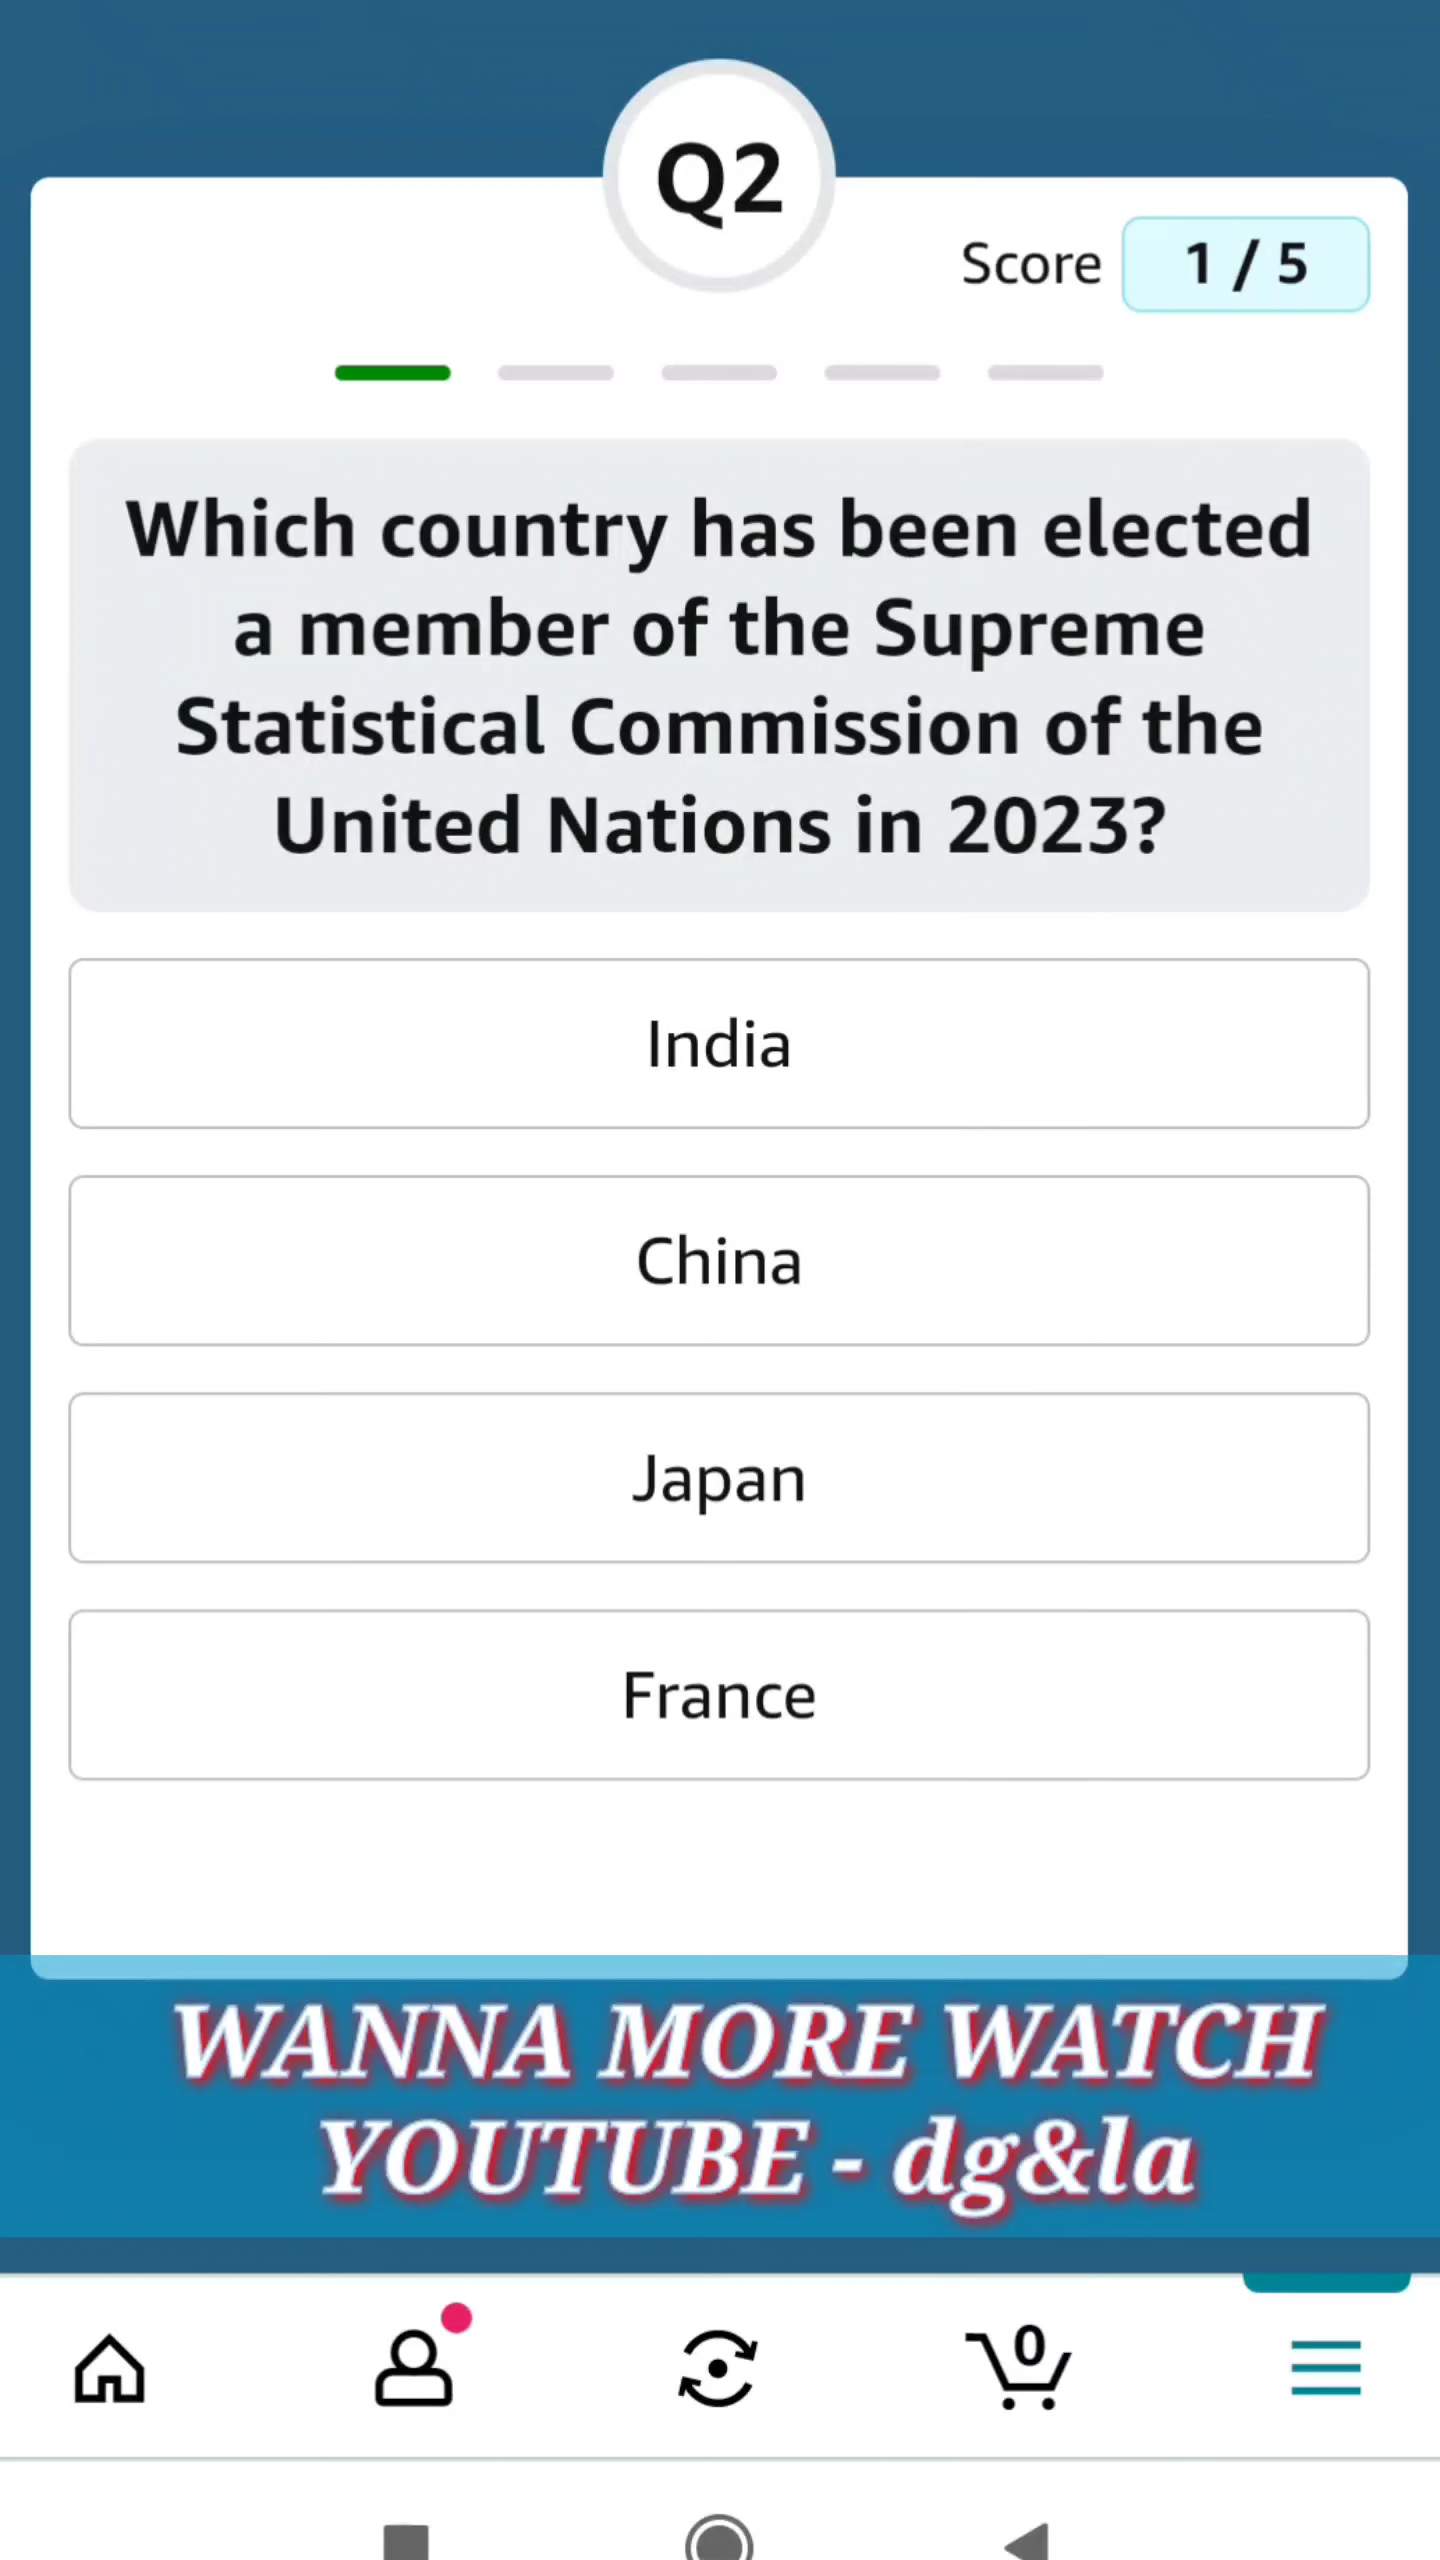 Q2
Score 1 / 5
Which country has been elected
a member of the Supreme
Statistical Commission of the
United Nations in 2023?
India
China
Japan
France
WANNA MORE WATCH
YOUTUBE - dg&la
0